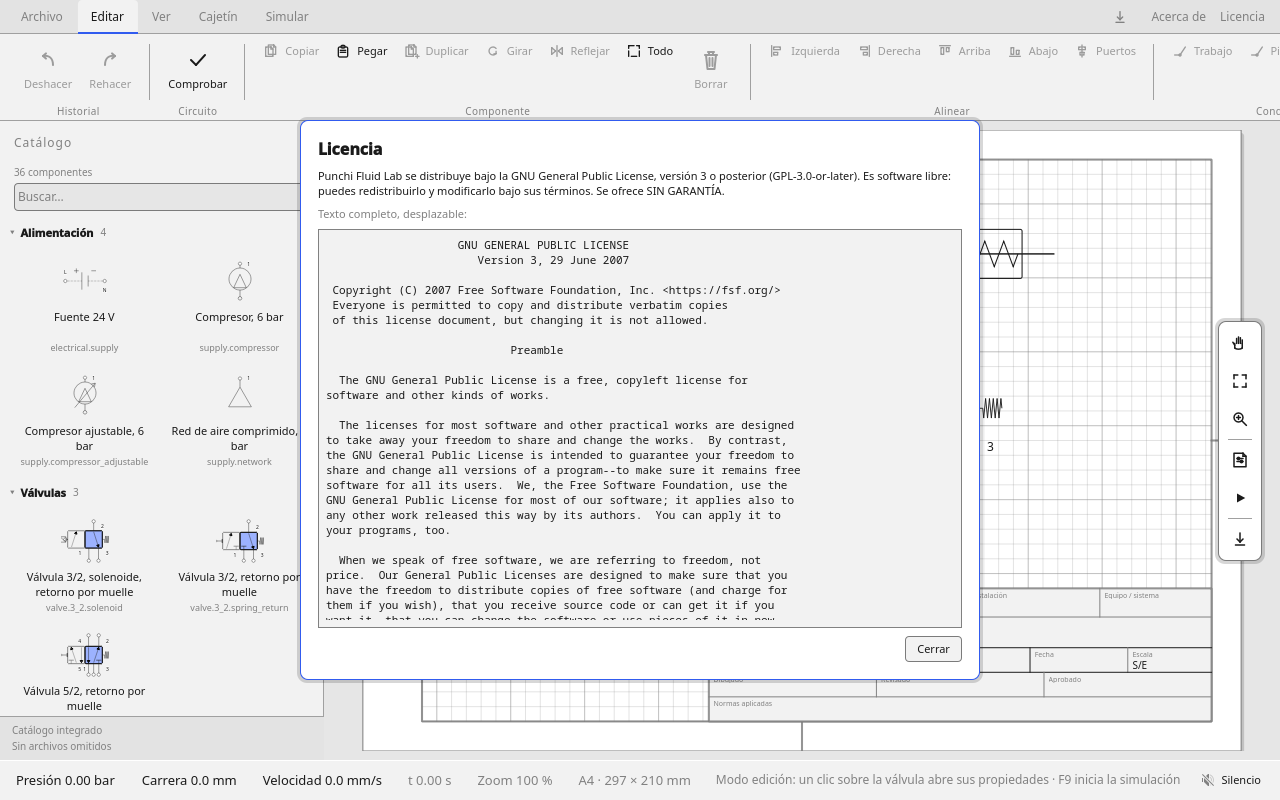 Archivo Editar Ver Cajetín Simular Acerca de Licencia
Deshacer Rehacer Comprobar Copiar Pegar Duplicar Girar Reflejar Todo Borrar Izquierda Derecha Arriba Abajo Puertos Trabajo
Historial Circuito Componente Alinear
Catálogo
36 componentes
Buscar...
Alimentación 4
Fuente 24 V
electrical.supply
Compresor, 6 bar
supply.compressor
Compresor ajustable, 6 bar
supply.compressor_adjustable
Red de aire comprimido, bar
supply.network
Válvulas 3
Válvula 3/2, solenoide, retorno por muelle
valve.3_2.solenoid
Válvula 3/2, retorno por muelle
valve.3_2.spring_return
Válvula 5/2, retorno por muelle
Catálogo integrado
Sin archivos omitidos
Licencia
Punchi Fluid Lab se distribuye bajo la GNU General Public License, versión 3 o posterior (GPL-3.0-or-later). Es software libre:
puedes redistribuirlo y modificarlo bajo sus términos. Se ofrece SIN GARANTÍA.
Texto completo, desplazable:
GNU GENERAL PUBLIC LICENSE
Version 3, 29 June 2007
Copyright (C) 2007 Free Software Foundation, Inc. <https://fsf.org/>
Everyone is permitted to copy and distribute verbatim copies
of this license document, but changing it is not allowed.
Preamble
The GNU General Public License is a free, copyleft license for
software and other kinds of works.
The licenses for most software and other practical works are designed
to take away your freedom to share and change the works.  By contrast,
the GNU General Public License is intended to guarantee your freedom to
share and change all versions of a program--to make sure it remains free
software for all its users.  We, the Free Software Foundation, use the
GNU General Public License for most of our software; it applies also to
any other work released this way by its authors.  You can apply it to
your programs, too.
When we speak of free software, we are referring to freedom, not
price.  Our General Public Licenses are designed to make sure that you
have the freedom to distribute copies of free software (and charge for
them if you wish), that you receive source code or can get it if you
want it, that you can change the software or use pieces of it in new
Cerrar
3
Equipo / sistema
Fecha
Escala
S/E
Aprobado
Normas aplicadas
Presión 0.00 bar Carrera 0.0 mm Velocidad 0.0 mm/s t 0.00 s Zoom 100 % A4 · 297 × 210 mm Modo edición: un clic sobre la válvula abre sus propiedades · F9 inicia la simulación Silencio